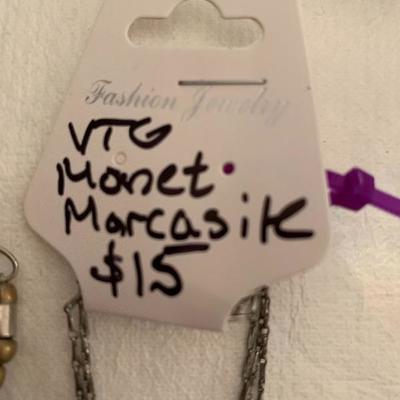 Fashion Jewelry
VTG
Monet
Marcasite
$15